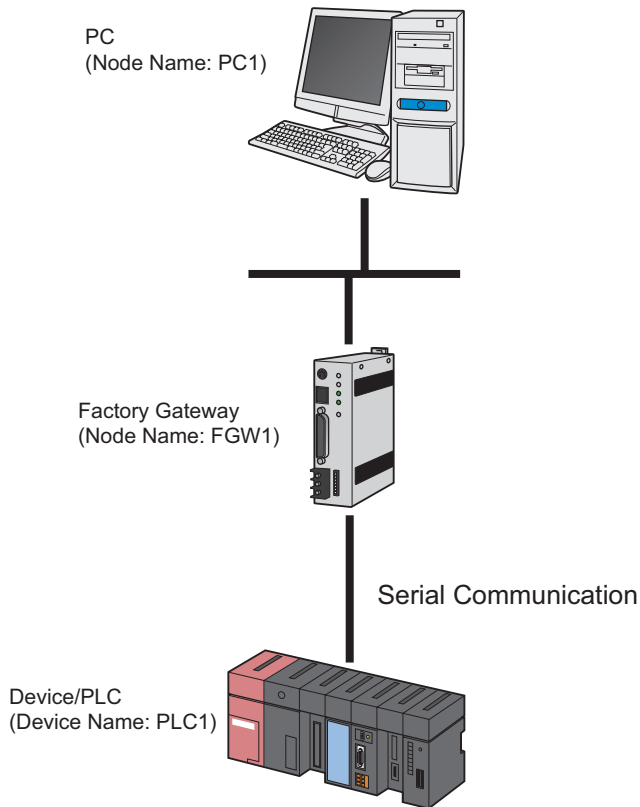 PC
(Node Name: PC1)
Factory Gateway
(Node Name: FGW1)
Serial Communication
Device/PLC
(Device Name: PLC1)